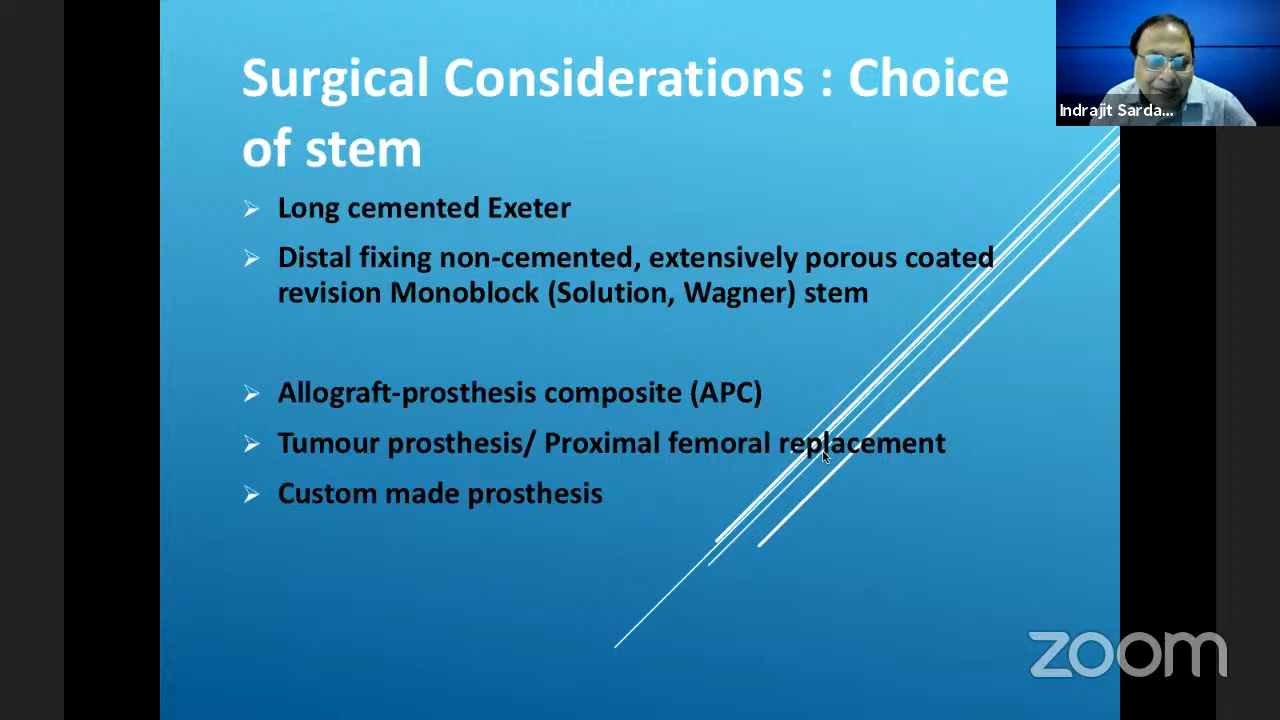 Surgical Considerations : Choice
of stem
Long cemented Exeter
Distal fixing non-cemented, extensively porous coated
revision Monoblock (Solution, Wagner) stem
Allograft-prosthesis composite (APC)
Tumour prosthesis/ Proximal femoral replacement
Custom made prosthesis
Indrajit Sarda...
zoom